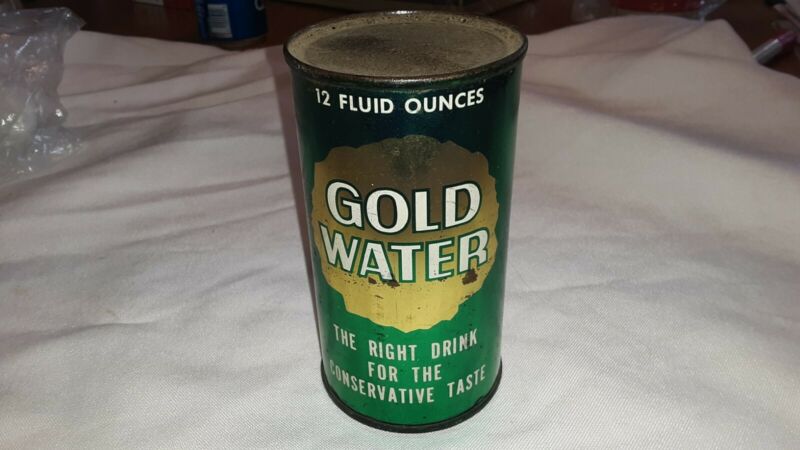 12 FLUID OUNCES
GOLD
WATER
THE RIGHT DRINK
FOR THE
CONSERVATIVE TASTE